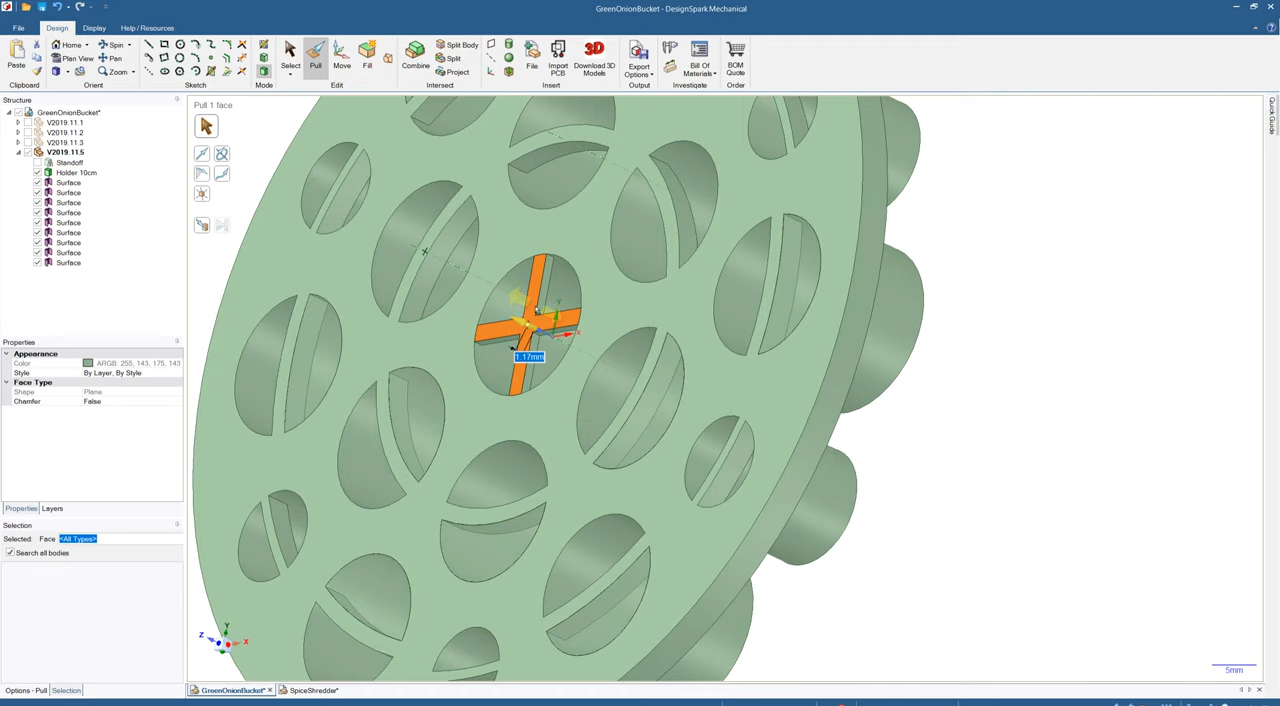 GreenOnionBucket - DesignSpark Mechanical
File Design Display Help / Resources
Home Spin
Plan View Pan
Zoom
Paste
Select Pull Move Fill
Combine
Split Body
Split
Project
File Import PCB Download 3D Models
Export Options
Bill Of Materials
BOM Quote
Clipboard Orient Sketch Mode Edit Intersect Insert Output Investigate Order
Structure
GreenOnionBucket*
V2019.11.1
V2019.11.2
V2019.11.3
V2019.11.5
Standoff
Holder 10cm
Surface
Surface
Surface
Surface
Surface
Surface
Surface
Surface
Surface
Pull 1 face
Quick Guide
1.17mm
Y
X
Properties
Appearance
Color ARGB: 255, 143, 175, 143
Style By Layer, By Style
Face Type
Shape Plane
Chamfer False
Properties Layers
Selection
Selected: Face <All Types>
Search all bodies
Y
Z
X
5mm
Options - Pull Selection
GreenOnionBucket* SpiceShredder*